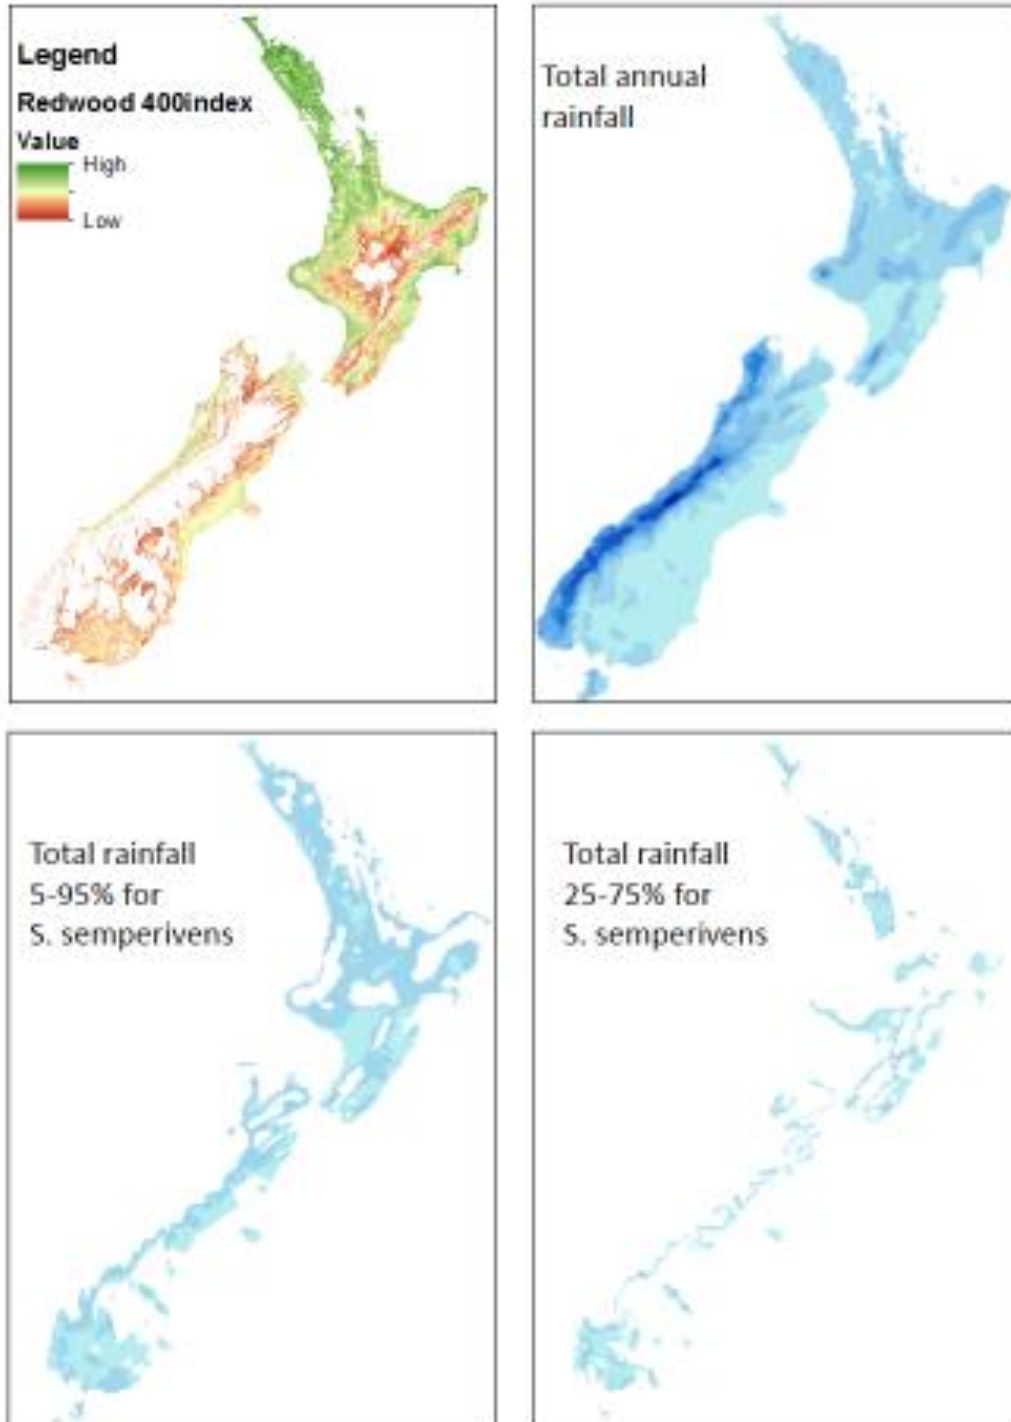 Legend
Redwood 400index
Value
High
Low
Total annual
rainfall
Total rainfall
5-95% for
S. semperivens
Total rainfall
25-75% for
S. semperivens